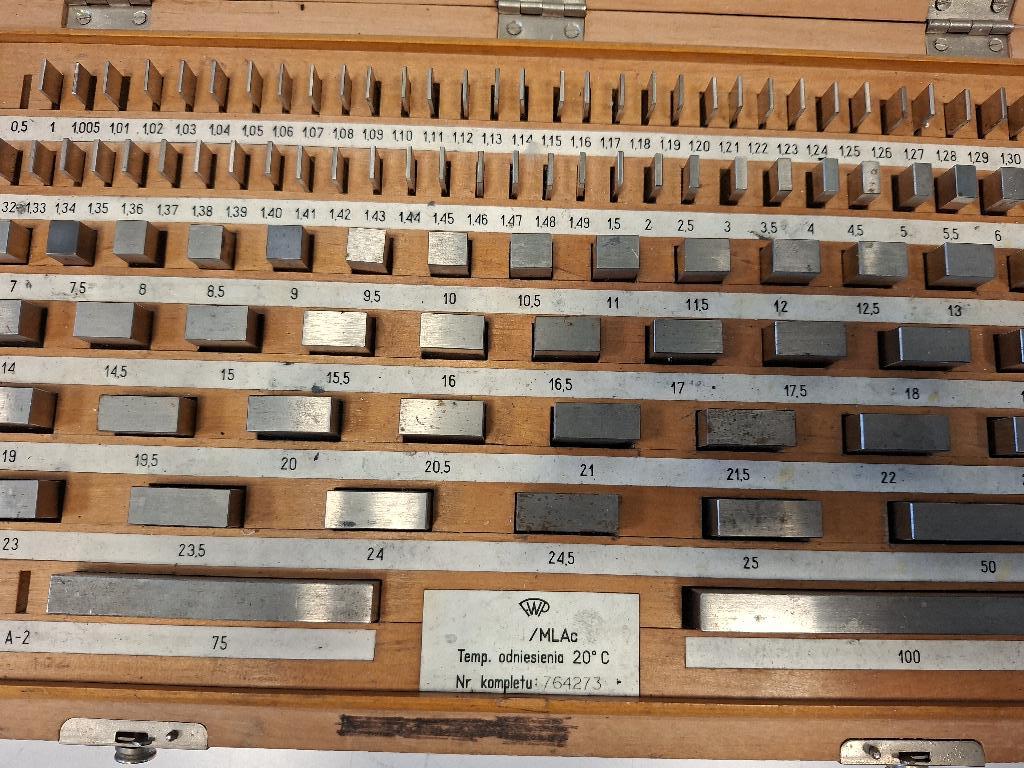 0,5 1 1,005 1,01 1,02 1,03 1,04 1,05 1,06 1,07 1,08 1,09 1,10 1,11 1,12 1,13 1,14 1,15 1,16 1,17 1,18 1,19 1,20 1,21 1,22 1,23 1,24 1,25 1,26 1,27 1,28 1,29 1,30
32 1,33 1,34 1,35 1,36 1,37 1,38 1,39 1,40 1,41 1,42 1,43 1,44 1,45 1,46 1,47 1,48 1,49 1,5 2 2,5 3 3,5 4 4,5 5 5,5 6
7 7,5 8 8,5 9 9,5 10 10,5 11 11,5 12 12,5 13
14 14,5 15 15,5 16 16,5 17 17,5 18
19 19,5 20 20,5 21 21,5 22
23 23,5 24 24,5 25 50
A-2 75
FWP
/MLAc
Temp. odniesienia 20°C
Nr kompletu: 764273
100